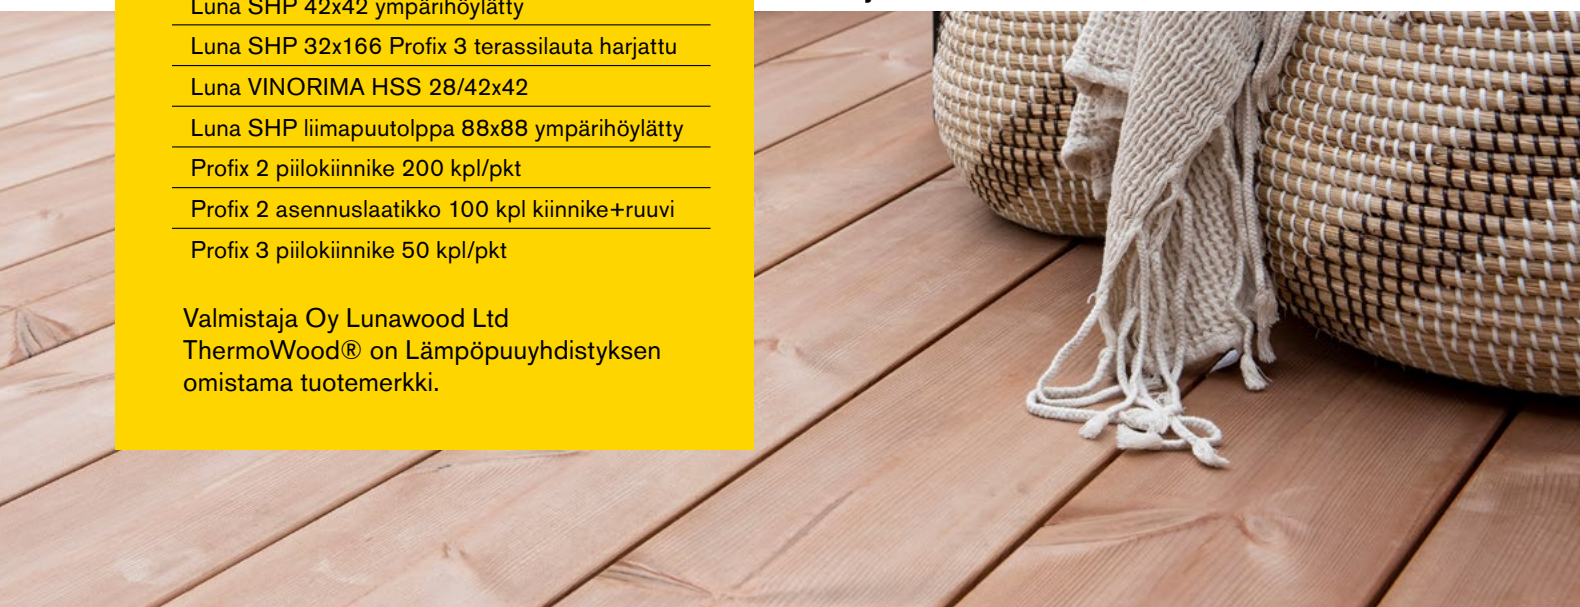 Luna SHP 42x42 ympärihöylätty
Luna SHP 32x166 Profix 3 terassilauta harjattu
Luna VINORIMA HSS 28/42x42
Luna SHP liimapuutolppa 88x88 ympärihöylätty
Profix 2 piilokiinnike 200 kpl/pkt
Profix 2 asennuslaatikko 100 kpl kiinnike+ruuvi
Profix 3 piilokiinnike 50 kpl/pkt
Valmistaja Oy Lunawood Ltd
ThermoWood® on Lämpöpuuyhdistyksen
omistama tuotemerkki.